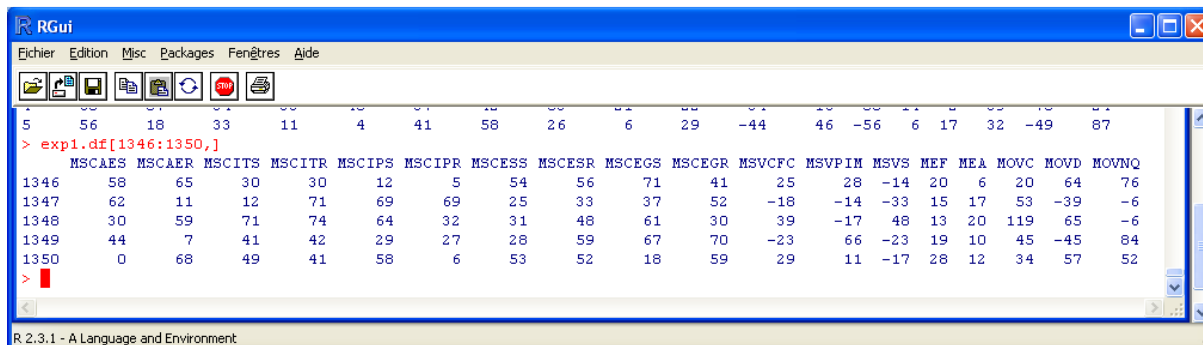 RGui
Fichier Edition Misc Packages Fenêtres Aide
STOP
5 56 18 33 11 4 41 58 26 6 29 -44 46 -56 6 17 32 -49 87
> exp1.df[1346:1350,]
MSCAES MSCAER MSCITS MSCITR MSCIPS MSCIPR MSCESS MSCESR MSCEGS MSCEGR MSVCFC MSVPIM MSVS MEF MEA MOVC MOVD MOVNQ
1346 58 65 30 30 12 5 54 56 71 41 25 28 -14 20 6 20 64 76
1347 62 11 12 71 69 69 25 33 37 52 -18 -14 -33 15 17 53 -39 -6
1348 30 59 71 74 64 32 31 48 61 30 39 -17 48 13 20 119 65 -6
1349 44 7 41 42 29 27 28 59 67 70 -23 66 -23 19 10 45 -45 84
1350 0 68 49 41 58 6 53 52 18 59 29 11 -17 28 12 34 57 52
>
R 2.3.1 - A Language and Environment